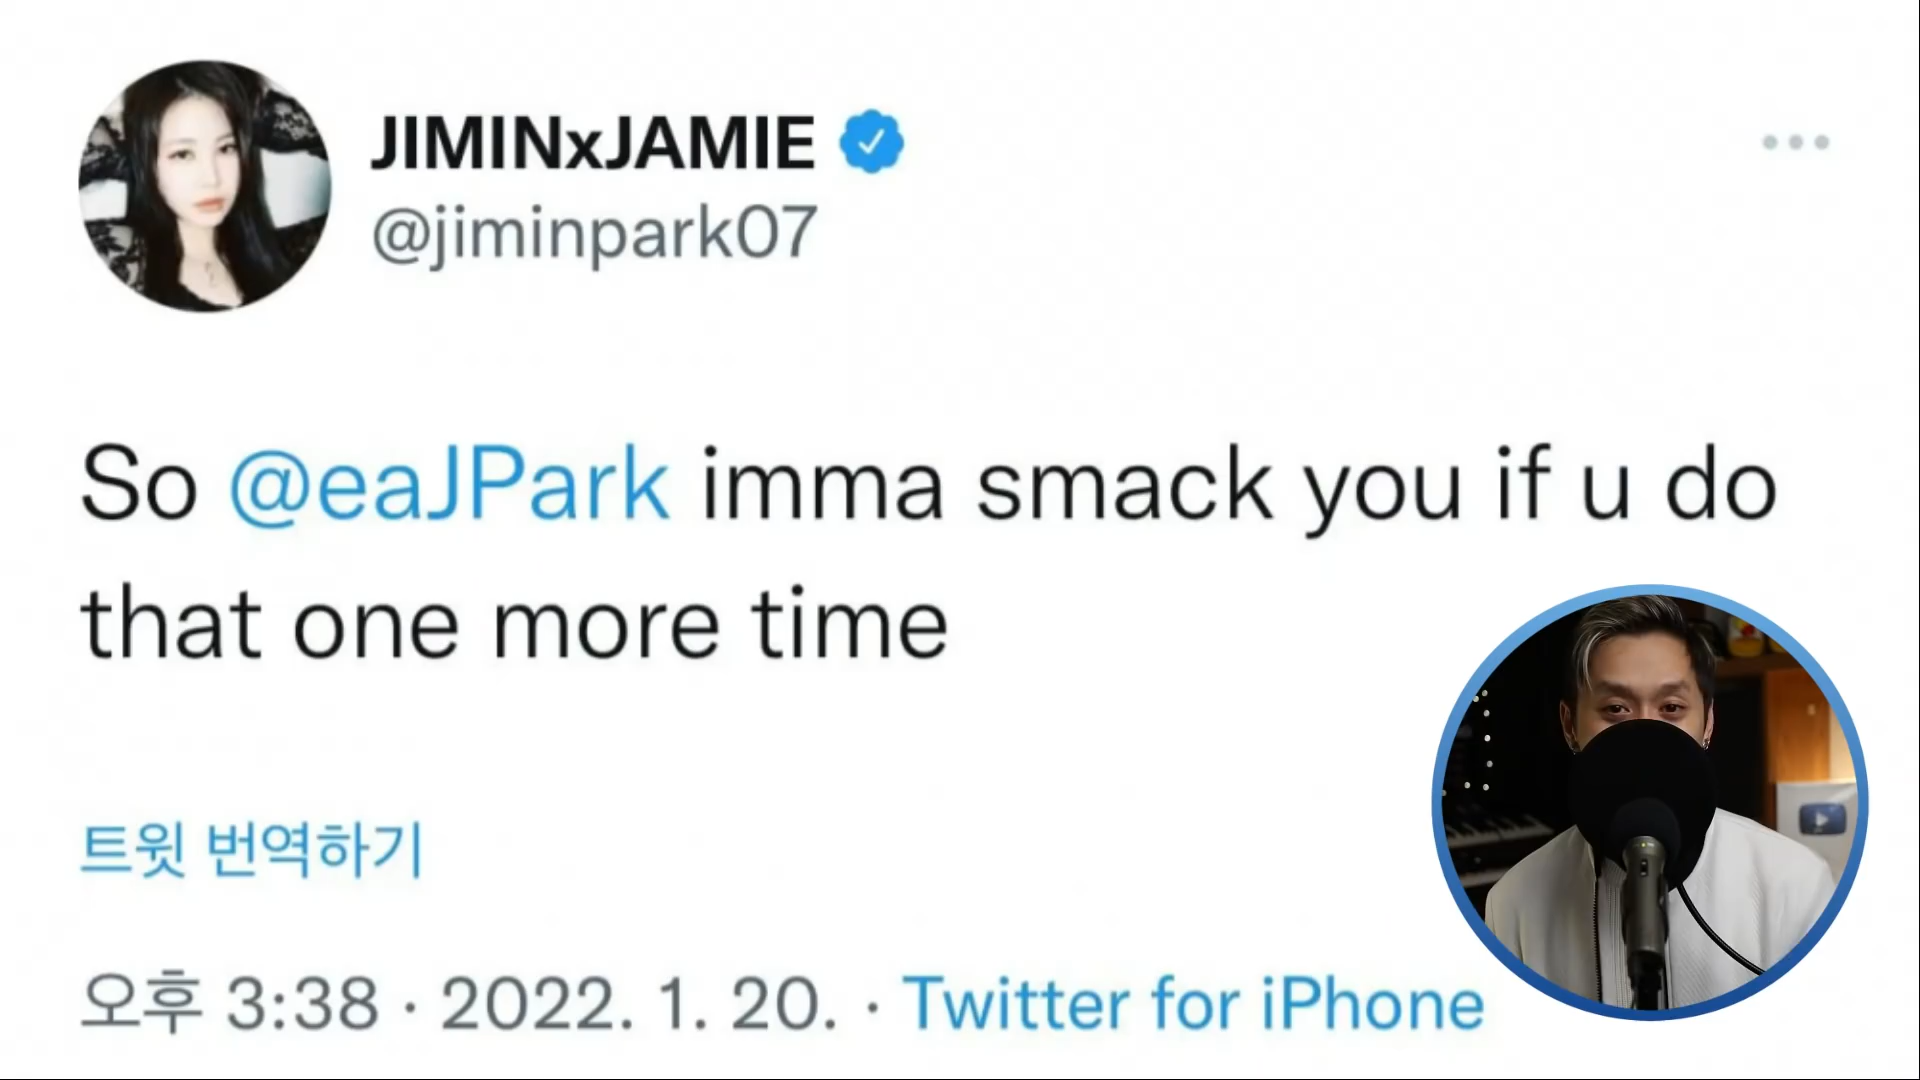 JIMINxJAMIE
@jiminpark07
So @eaJPark imma smack you if u do
that one more time
트윗 번역하기
오후 3:38 · 2022. 1. 20. · Twitter for iPhone